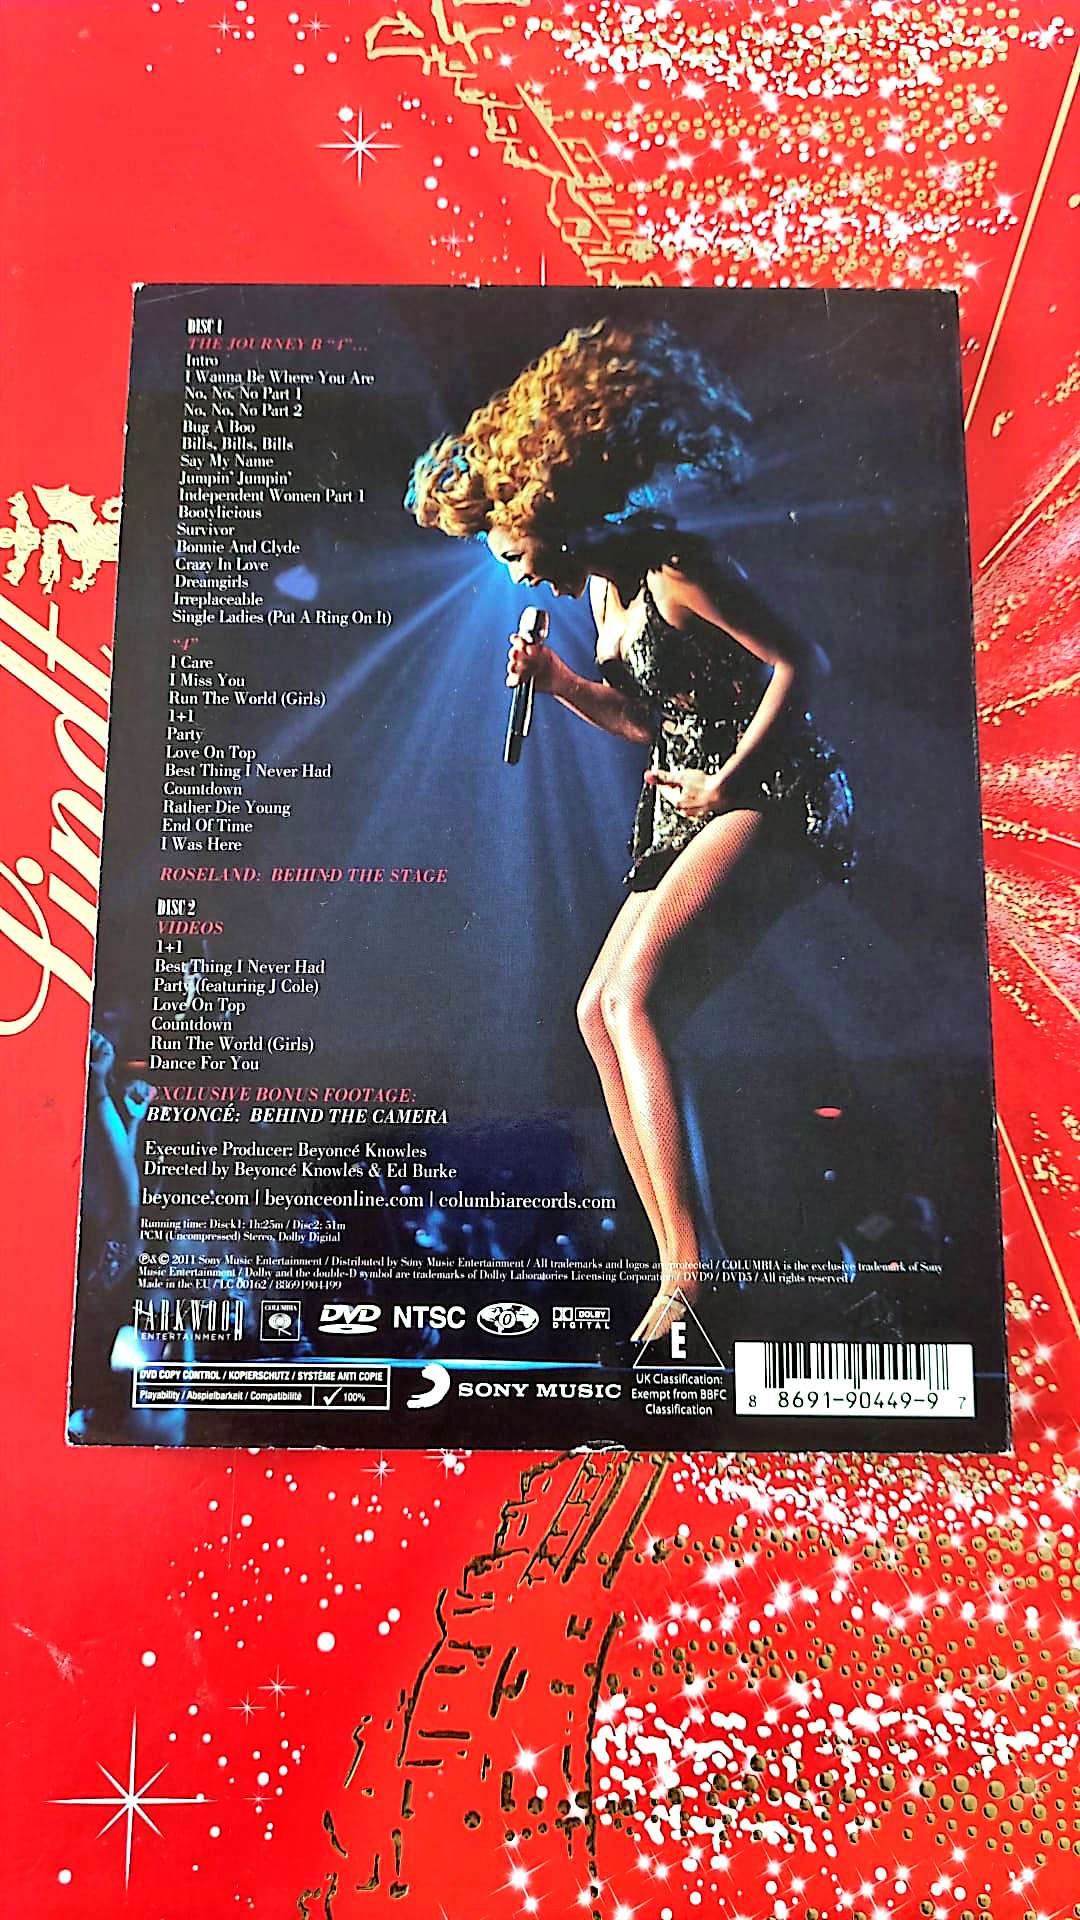 DISC 1
THE JOURNEY B "4"...
Intro
I Wanna Be Where You Are
No, No, No Part 1
No, No, No Part 2
Bug A Boo
Bills, Bills, Bills
Say My Name
Jumpin' Jumpin'
Independent Women Part 1
Bootylicious
Survivor
Bonnie And Clyde
Crazy In Love
Dreamgirls
Irreplaceable
Single Ladies (Put A Ring On It)
"4"
I Care
I Miss You
Run The World (Girls)
1+1
Party
Love On Top
Best Thing I Never Had
Countdown
Rather Die Young
End Of Time
I Was Here
ROSELAND: BEHIND THE STAGE
DISC 2
VIDEOS
1+1
Best Thing I Never Had
Party (featuring J Cole)
Love On Top
Countdown
Run The World (Girls)
Dance For You
EXCLUSIVE BONUS FOOTAGE:
BEYONCÉ: BEHIND THE CAMERA
Executive Producer: Beyoncé Knowles
Directed by Beyoncé Knowles & Ed Burke
beyonce.com | beyonceonline.com | columbiarecords.com
Running time: Disck1: 1h:25m / Disc2: 51m
PCM (Uncompressed) Stereo, Dolby Digital
℗&© 2011 Sony Music Entertainment / Distributed by Sony Music Entertainment / All trademarks and logos are protected / COLUMBIA is the exclusive trademark of Sony
Music Entertainment / Dolby and the double-D symbol are trademarks of Dolby Laboratories Licensing Corporation / DVD9 / DVD5 / All rights reserved /
Made in the EU / LC 00162 / 88691904499
PARKWOOD
ENTERTAINMENT
COLUMBIA
DVD
VIDEO
NTSC
0
DOLBY
DIGITAL
E
DVD COPY CONTROL / KOPIERSCHUTZ / SYSTÈME ANTI COPIE
Playability / Abspielbarkeit / Compatibilité 100%
SONY MUSIC
UK Classification:
Exempt from BBFC
Classification
8 8691-90449-9 7
Lindt